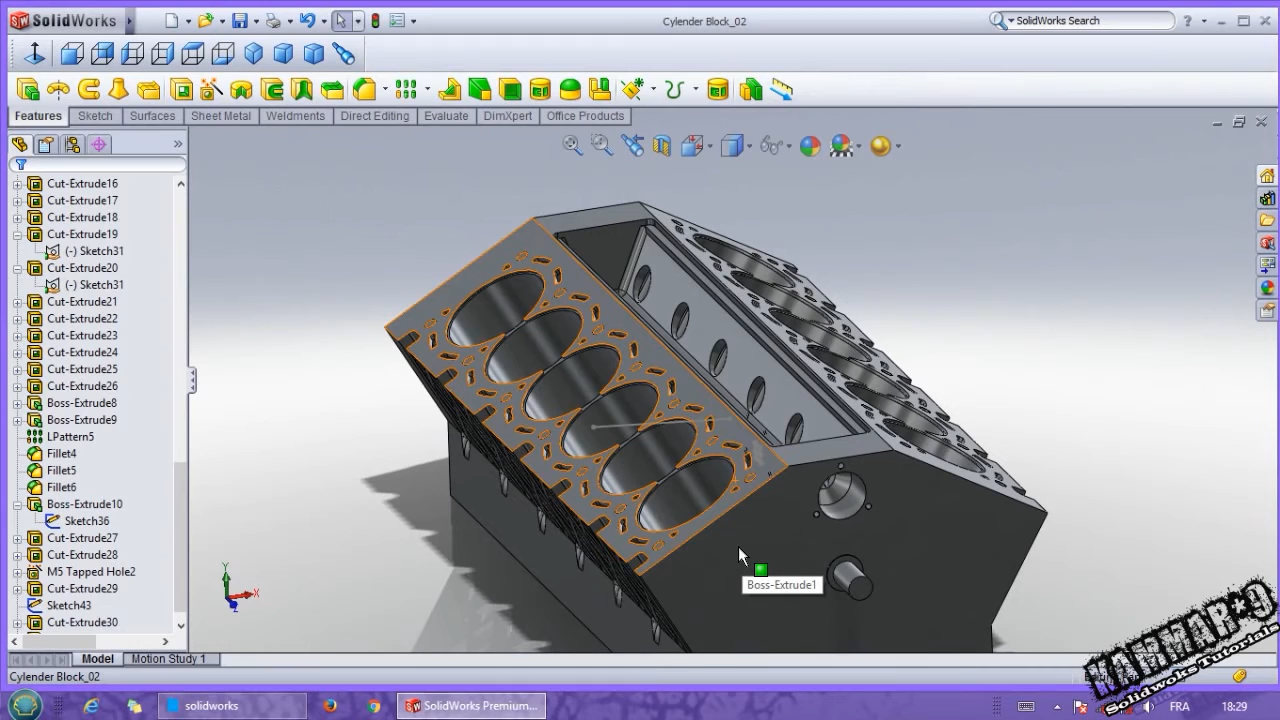 SolidWorks
Cylender Block_02
SolidWorks Search
Features
Sketch
Surfaces
Sheet Metal
Weldments
Direct Editing
Evaluate
DimXpert
Office Products
Cut-Extrude16
Cut-Extrude17
Cut-Extrude18
Cut-Extrude19
(-) Sketch31
Cut-Extrude20
(-) Sketch31
Cut-Extrude21
Cut-Extrude22
Cut-Extrude23
Cut-Extrude24
Cut-Extrude25
Cut-Extrude26
Boss-Extrude8
Boss-Extrude9
LPattern5
Fillet4
Fillet5
Fillet6
Boss-Extrude10
Sketch36
Cut-Extrude27
Cut-Extrude28
M5 Tapped Hole2
Cut-Extrude29
Sketch43
Cut-Extrude30
Boss-Extrude1
Y
X
Z
Model
Motion Study 1
Cylender Block_02
Solidwoks Tutorials
solidworks
SolidWorks Premium...
FR
18:29